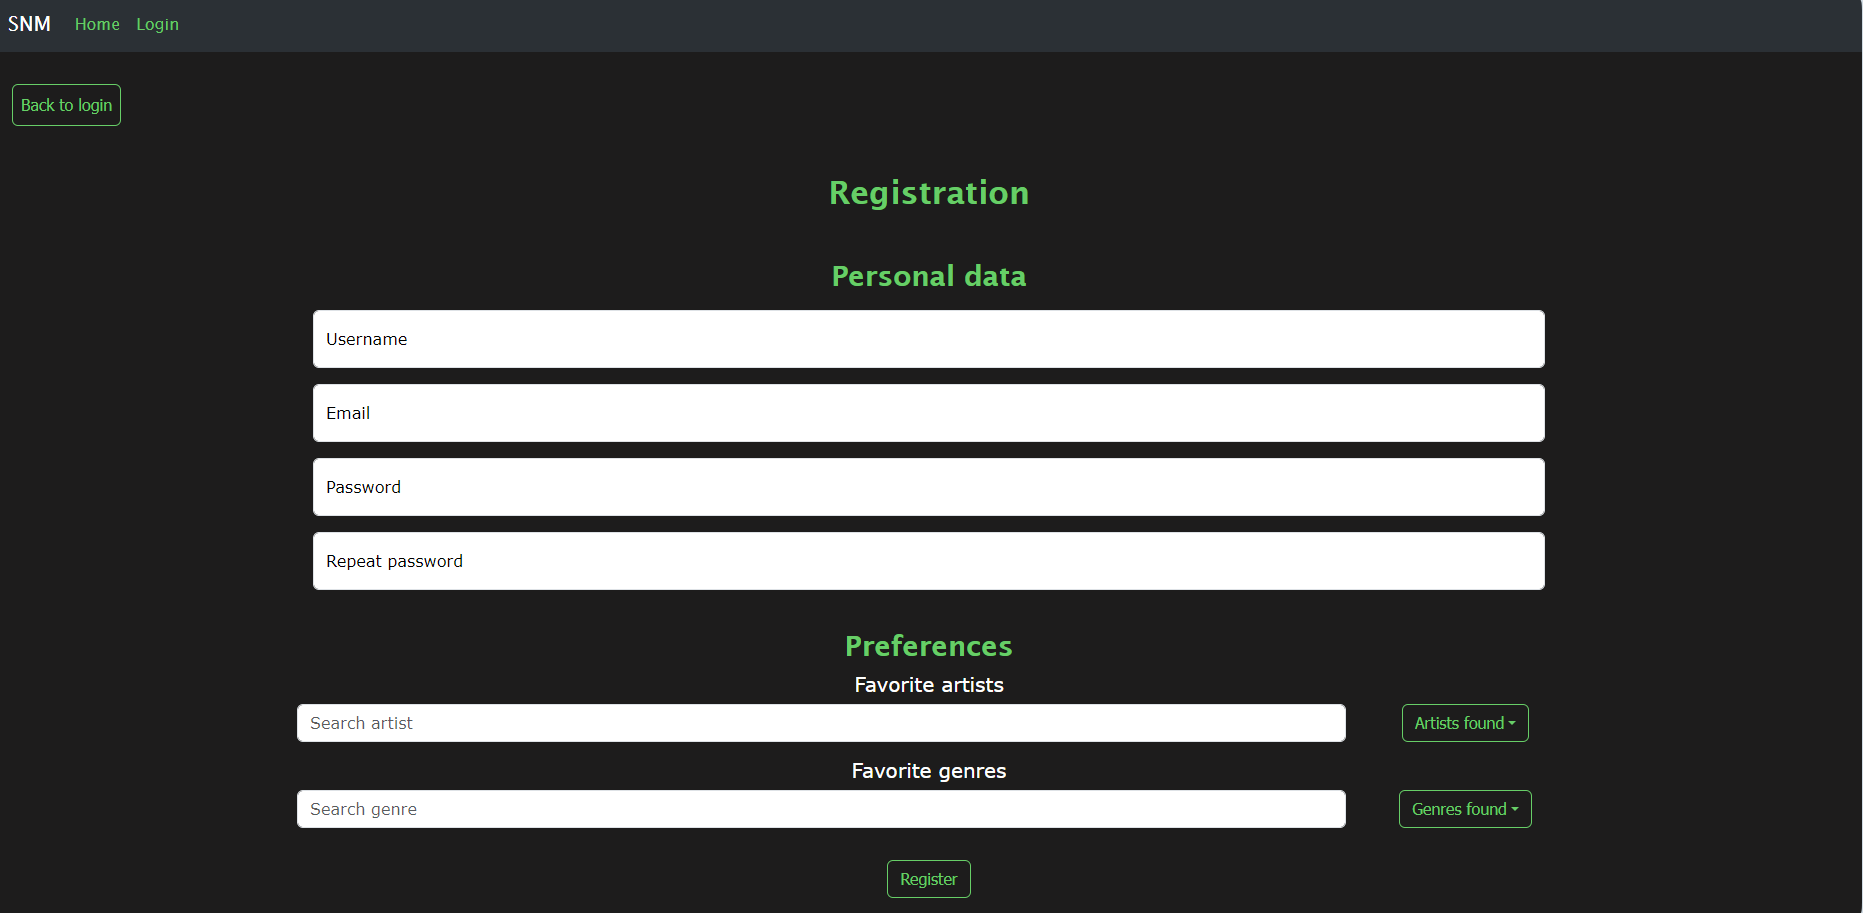 SNM Home Login
Back to login
Registration
Personal data
Username
Email
Password
Repeat password
Preferences
Favorite artists
Search artist Artists found
Favorite genres
Search genre Genres found
Register